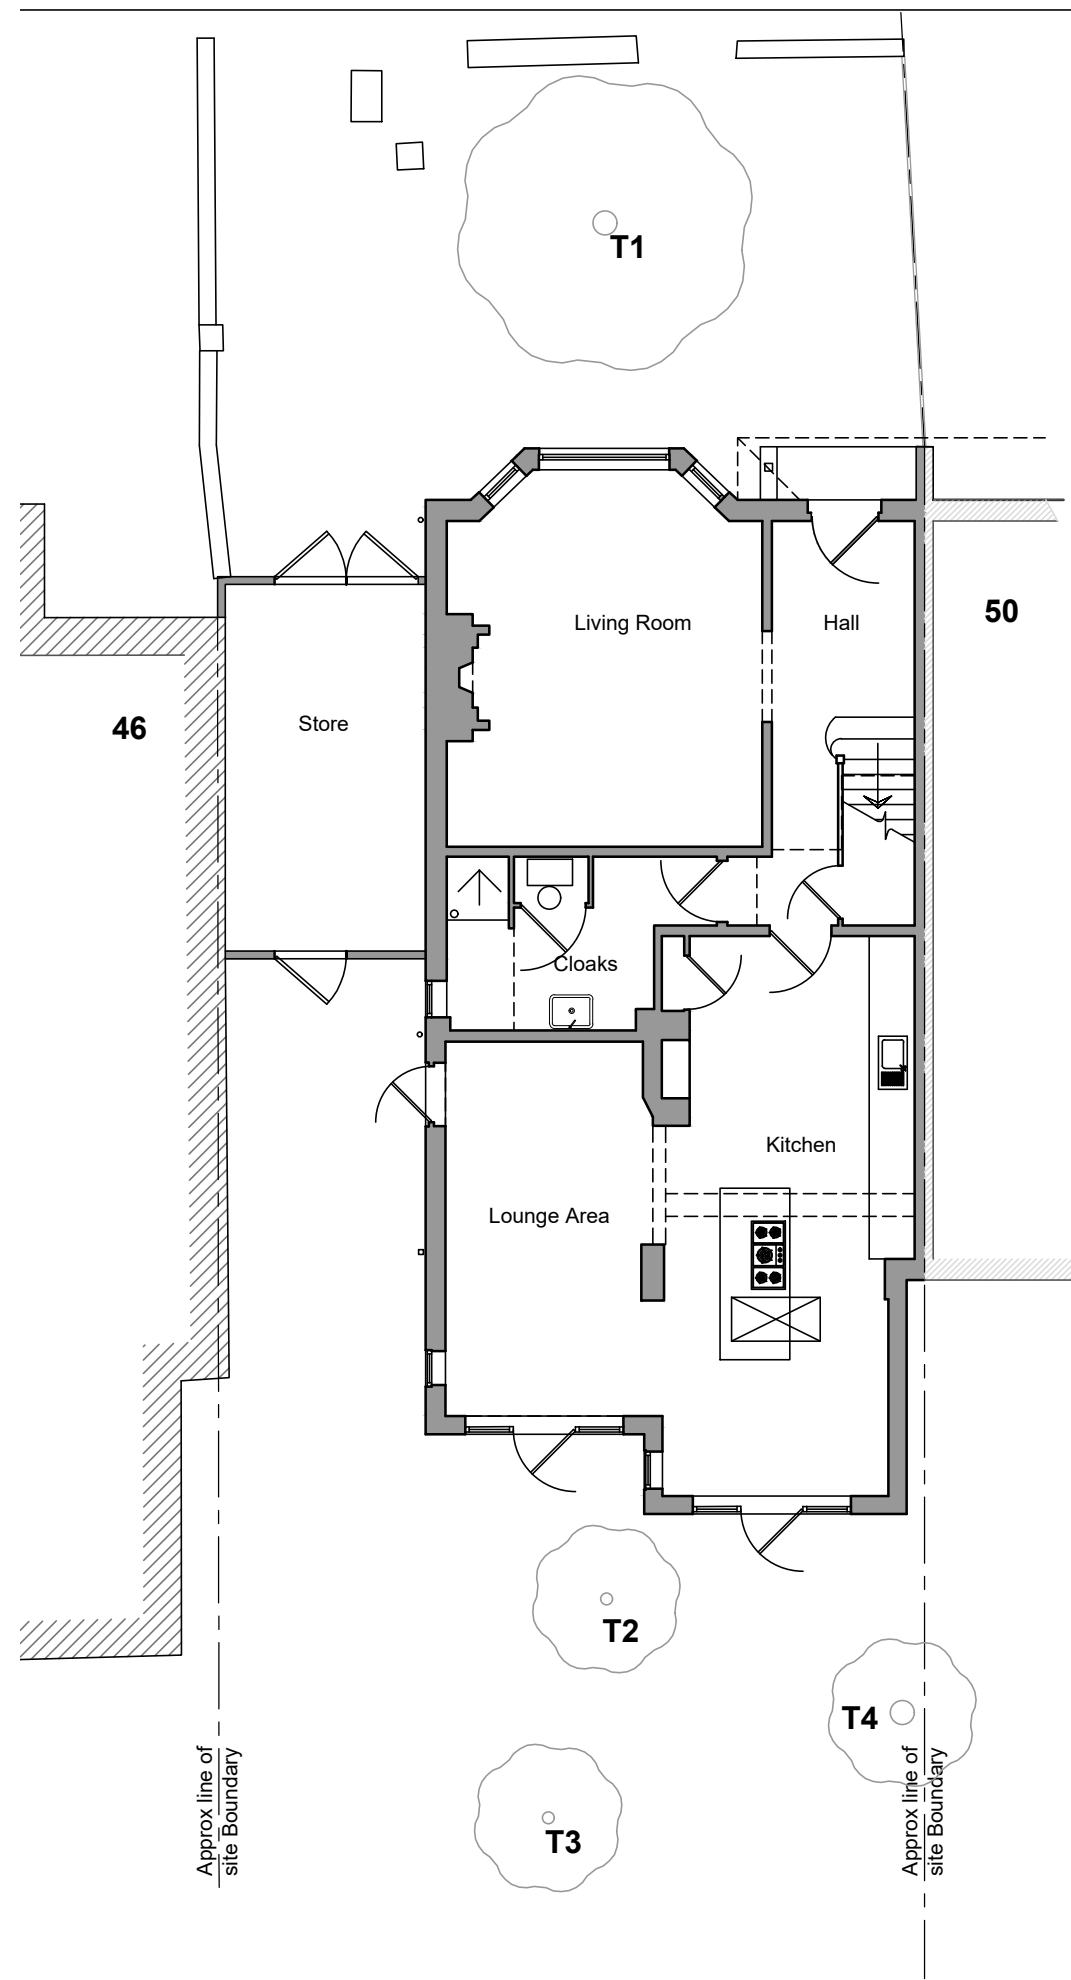 T1
Living Room
Hall
50
46
Store
Cloaks
Kitchen
Lounge Area
T2
T4
Approx line of
site Boundary
Approx line of
site Boundary
T3